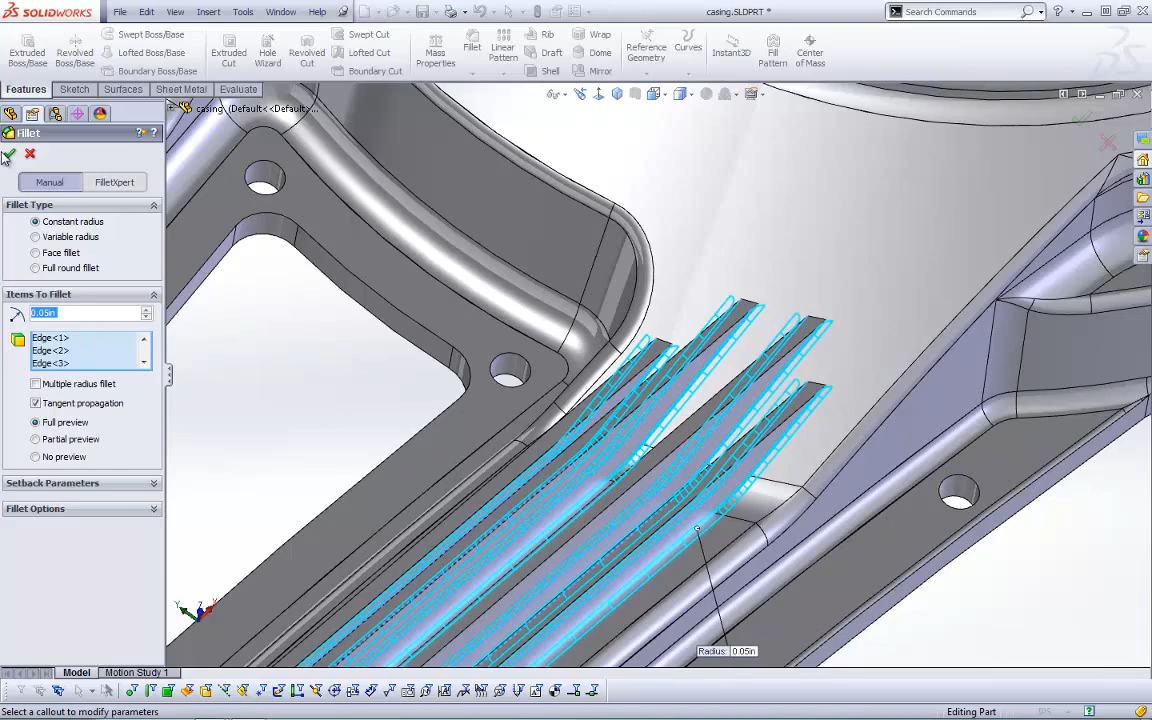 SOLIDWORKS File Edit View Insert Tools Window Help casing.SLDPRT * Search Commands
Extruded Boss/Base
Revolved Boss/Base
Swept Boss/Base
Lofted Boss/Base
Boundary Boss/Base
Extruded Cut
Hole Wizard
Revolved Cut
Swept Cut
Lofted Cut
Boundary Cut
Mass Properties
Fillet
Linear Pattern
Rib
Draft
Shell
Wrap
Dome
Mirror
Reference Geometry
Curves
Instant3D
Fill Pattern
Center of Mass
Features Sketch Surfaces Sheet Metal Evaluate
casing (Default<<Default>...
Fillet
Manual FilletXpert
Fillet Type
Constant radius
Variable radius
Face fillet
Full round fillet
Items To Fillet
0.05in
Edge<1>
Edge<2>
Edge<3>
Multiple radius fillet
Tangent propagation
Full preview
Partial preview
No preview
Setback Parameters
Fillet Options
Y Z X
Radius: 0.05in
Model Motion Study 1
Select a callout to modify parameters Editing Part